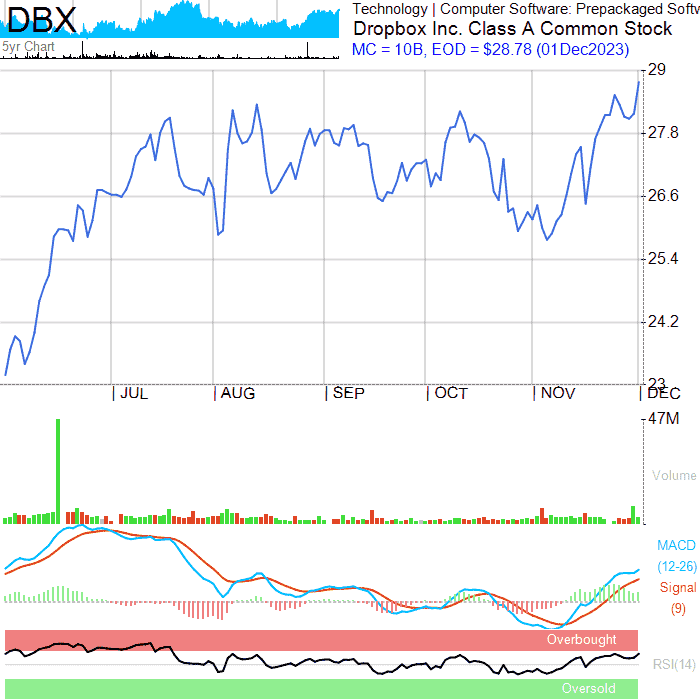 DBX
5yr Chart
Technology | Computer Software: Prepackaged Softw
Dropbox Inc. Class A Common Stock
MC = 10B, EOD = $28.78 (01Dec2023)
29
27.8
26.6
25.4
24.2
23
JUL AUG SEP OCT NOV DEC
47M
Volume
MACD
(12-26)
Signal
(9)
Overbought
RSI(14)
Oversold